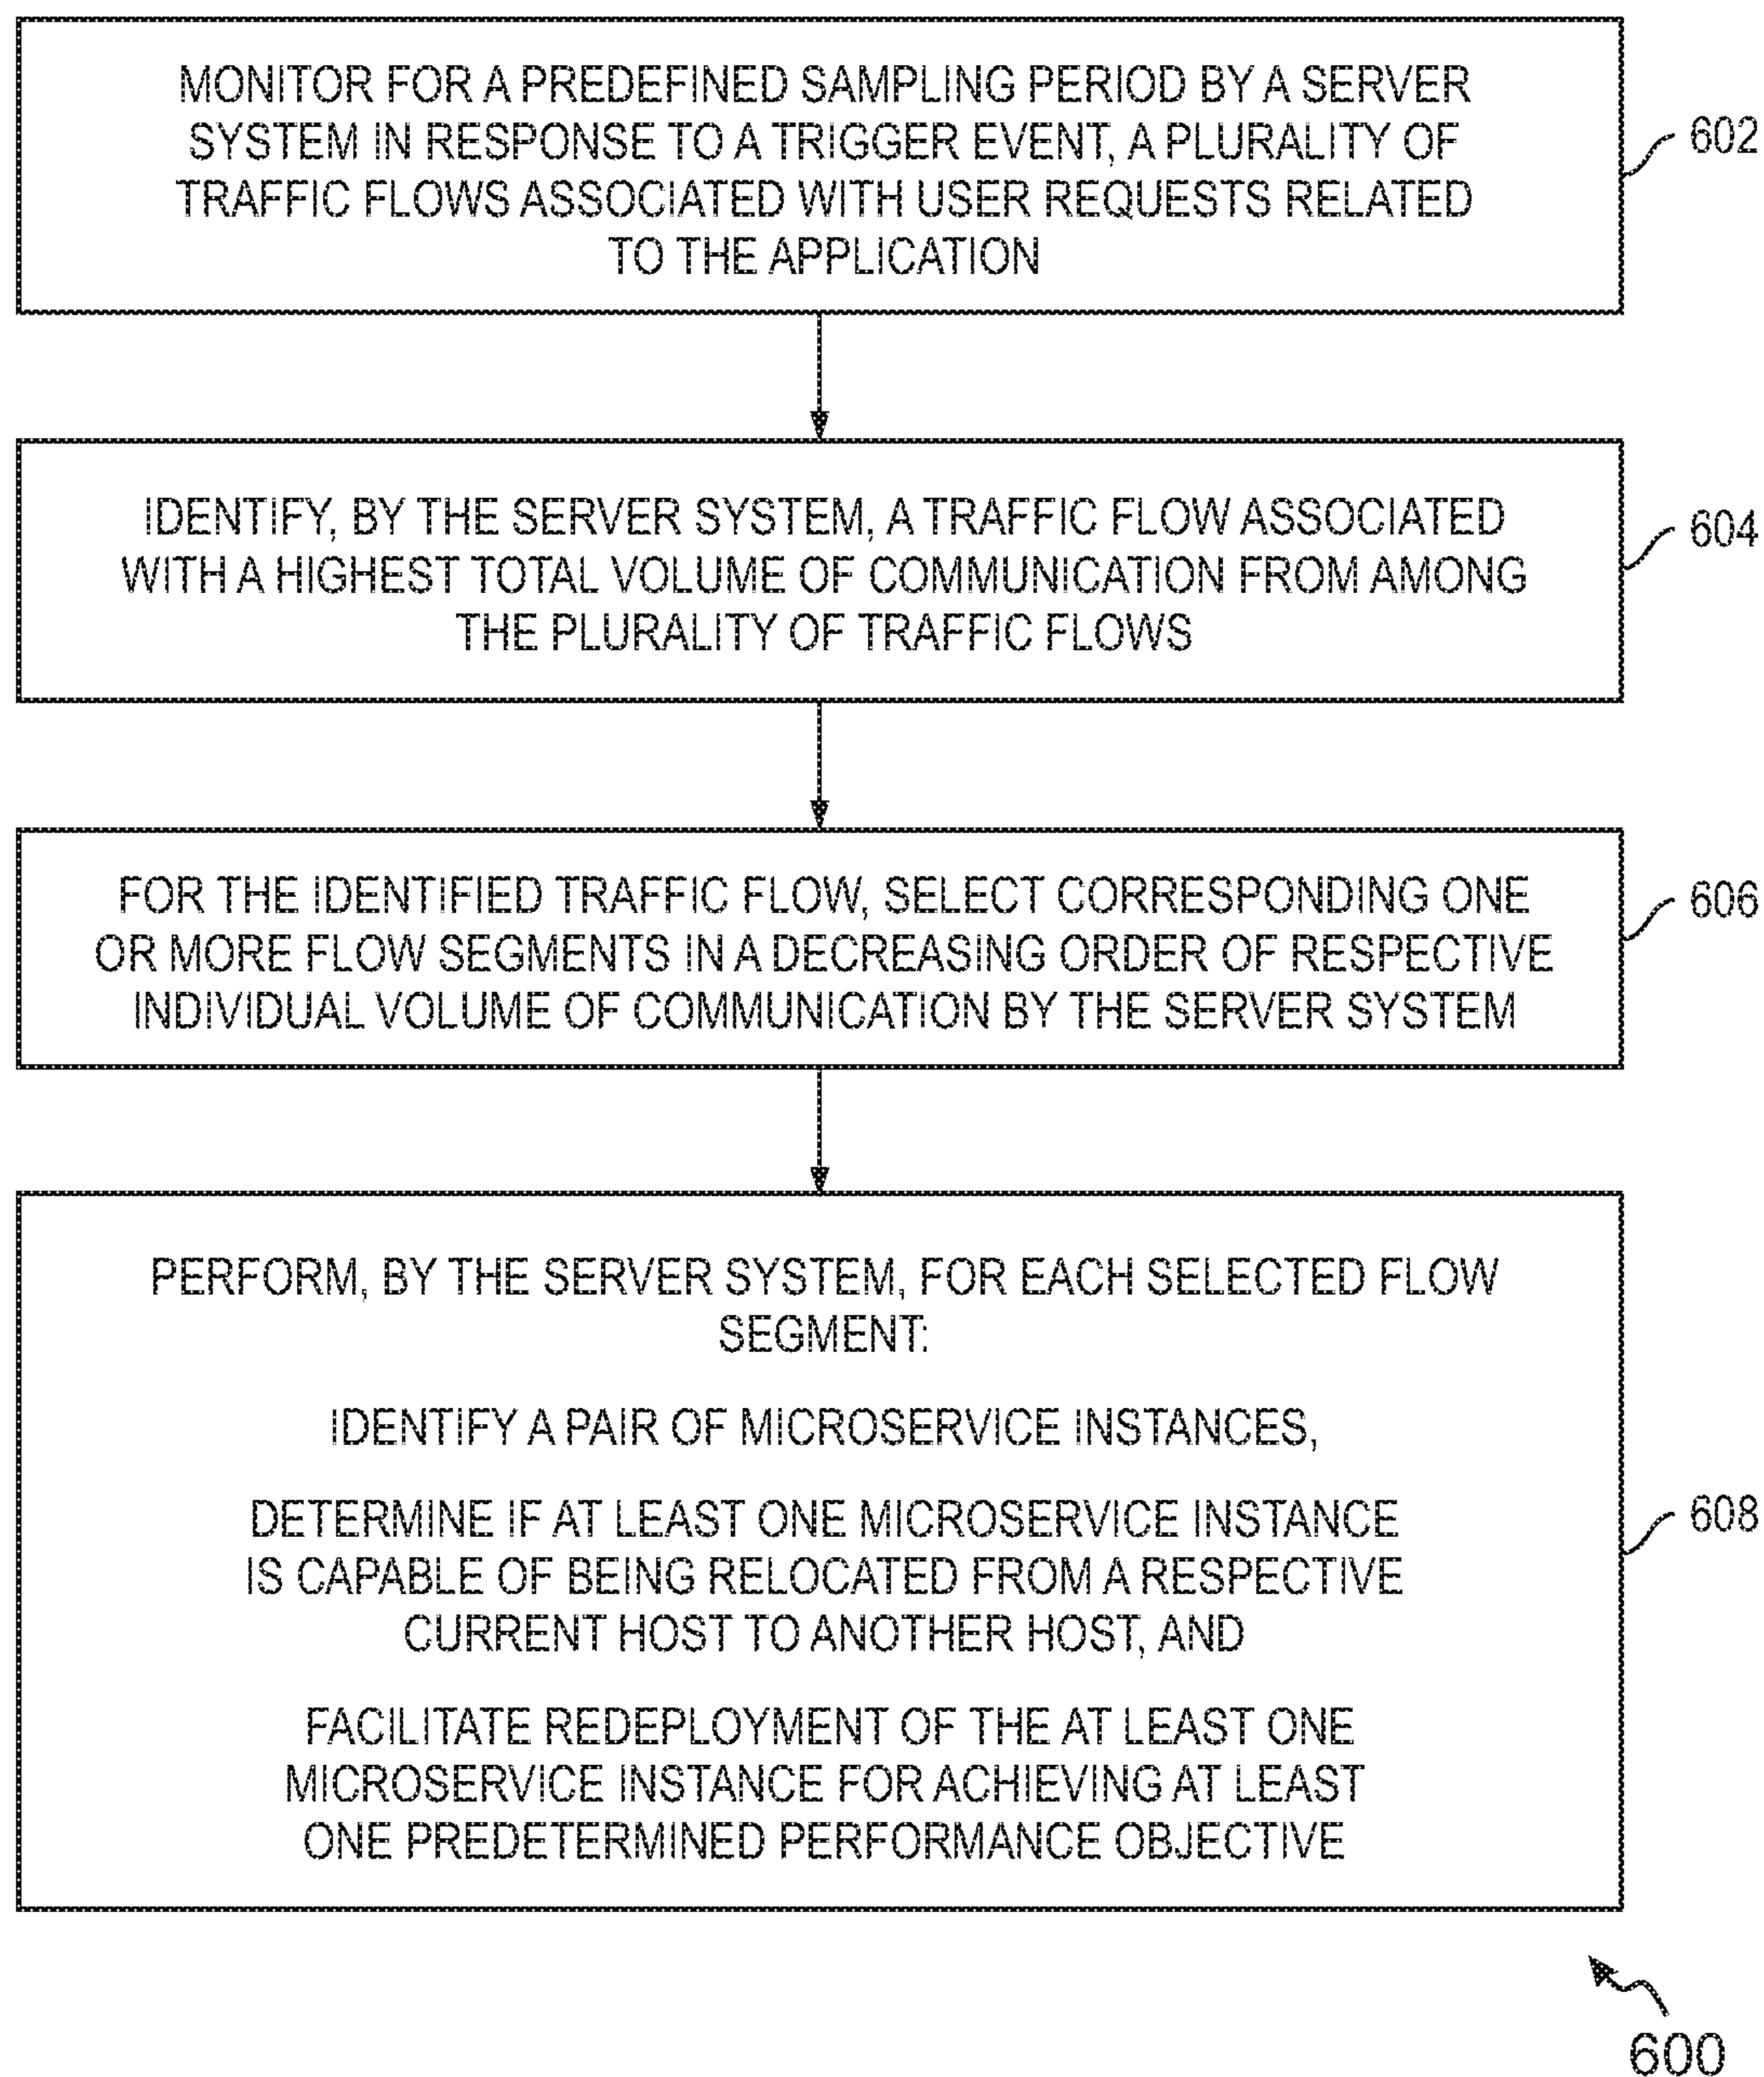 MONITOR FOR A PREDEFINED SAMPLING PERIOD BY A SERVER
SYSTEM IN RESPONSE TO A TRIGGER EVENT, A PLURALITY OF
TRAFFIC FLOWS ASSOCIATED WITH USER REQUESTS RELATED
TO THE APPLICATION
602
IDENTIFY, BY THE SERVER SYSTEM, A TRAFFIC FLOW ASSOCIATED
WITH A HIGHEST TOTAL VOLUME OF COMMUNICATION FROM AMONG
THE PLURALITY OF TRAFFIC FLOWS
604
FOR THE IDENTIFIED TRAFFIC FLOW, SELECT CORRESPONDING ONE
OR MORE FLOW SEGMENTS IN A DECREASING ORDER OF RESPECTIVE
INDIVIDUAL VOLUME OF COMMUNICATION BY THE SERVER SYSTEM
606
PERFORM, BY THE SERVER SYSTEM, FOR EACH SELECTED FLOW
SEGMENT:
IDENTIFY A PAIR OF MICROSERVICE INSTANCES,
DETERMINE IF AT LEAST ONE MICROSERVICE INSTANCE
IS CAPABLE OF BEING RELOCATED FROM A RESPECTIVE
CURRENT HOST TO ANOTHER HOST, AND
FACILITATE REDEPLOYMENT OF THE AT LEAST ONE
MICROSERVICE INSTANCE FOR ACHIEVING AT LEAST
ONE PREDETERMINED PERFORMANCE OBJECTIVE
608
600